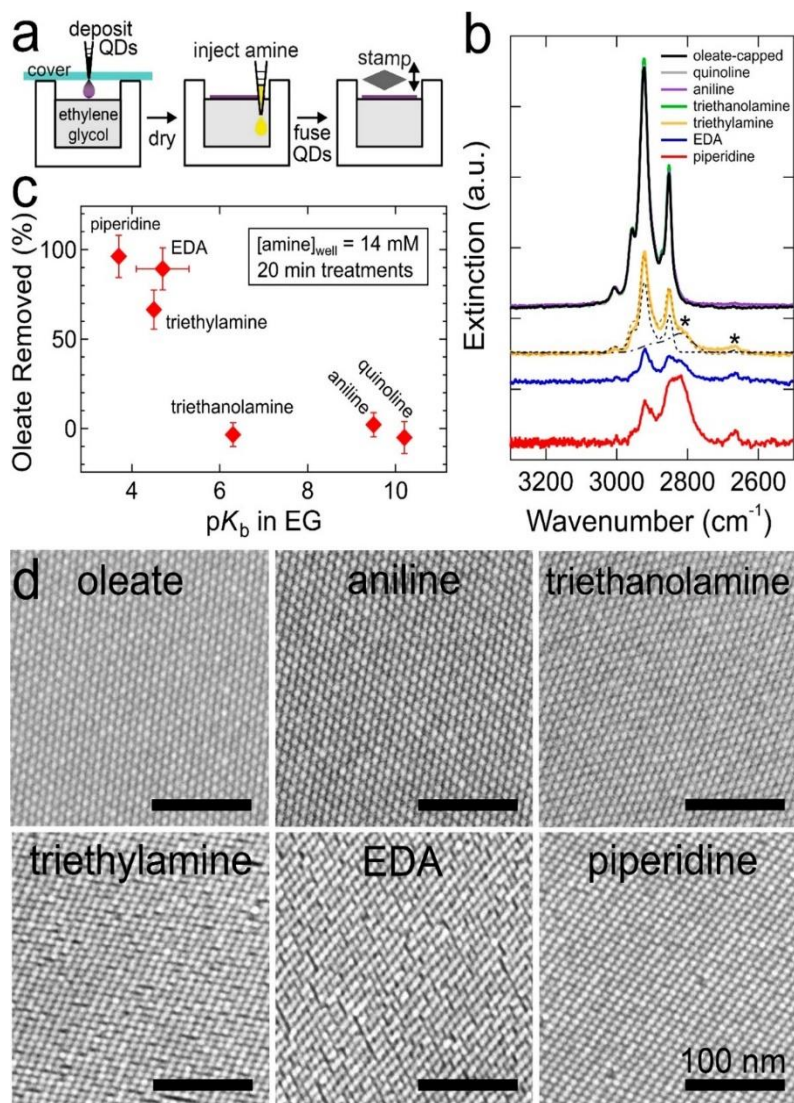 a
deposit
QDs
cover
ethylene
glycol
dry
inject amine
fuse
QDs
stamp
b
oleate-capped
quinoline
aniline
triethanolamine
triethylamine
EDA
piperidine
*
*
Extinction (a.u.)
3200 3000 2800 2600
Wavenumber (cm⁻¹)
c
100
50
0
Oleate Removed (%)
piperidine
EDA
triethylamine
triethanolamine
aniline
quinoline
[amine]well = 14 mM
20 min treatments
4 6 8 10
pKb in EG
d
oleate
aniline
triethanolamine
triethylamine
EDA
piperidine
100 nm